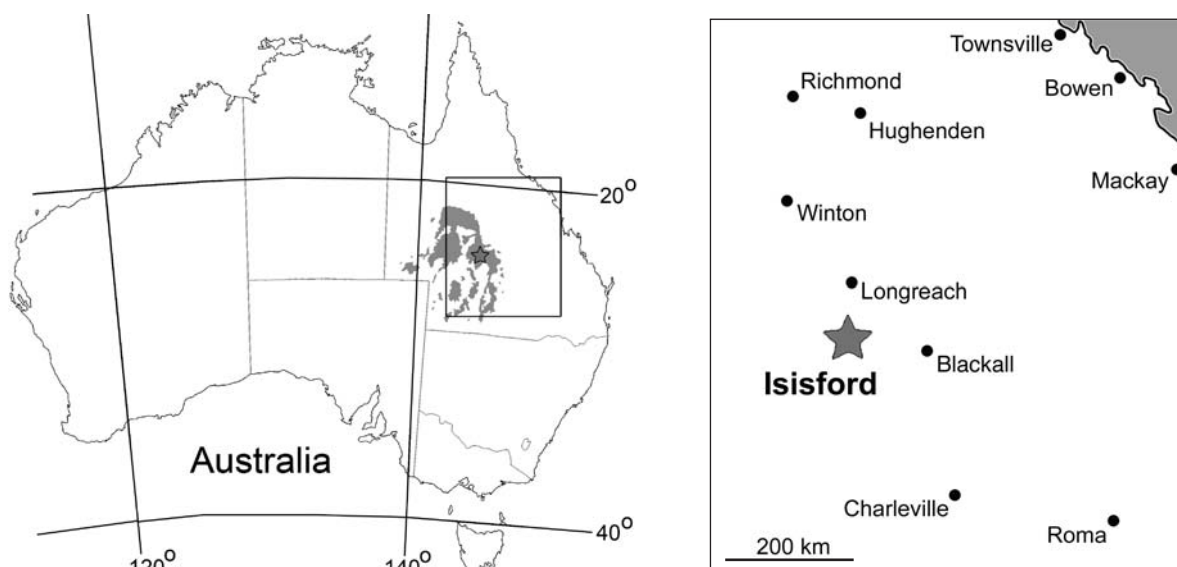 20°
Australia
40°
120°
140°
Townsville
Bowen
Richmond
Hughenden
Mackay
Winton
Longreach
Blackall
Isisford
Charleville
Roma
200 km